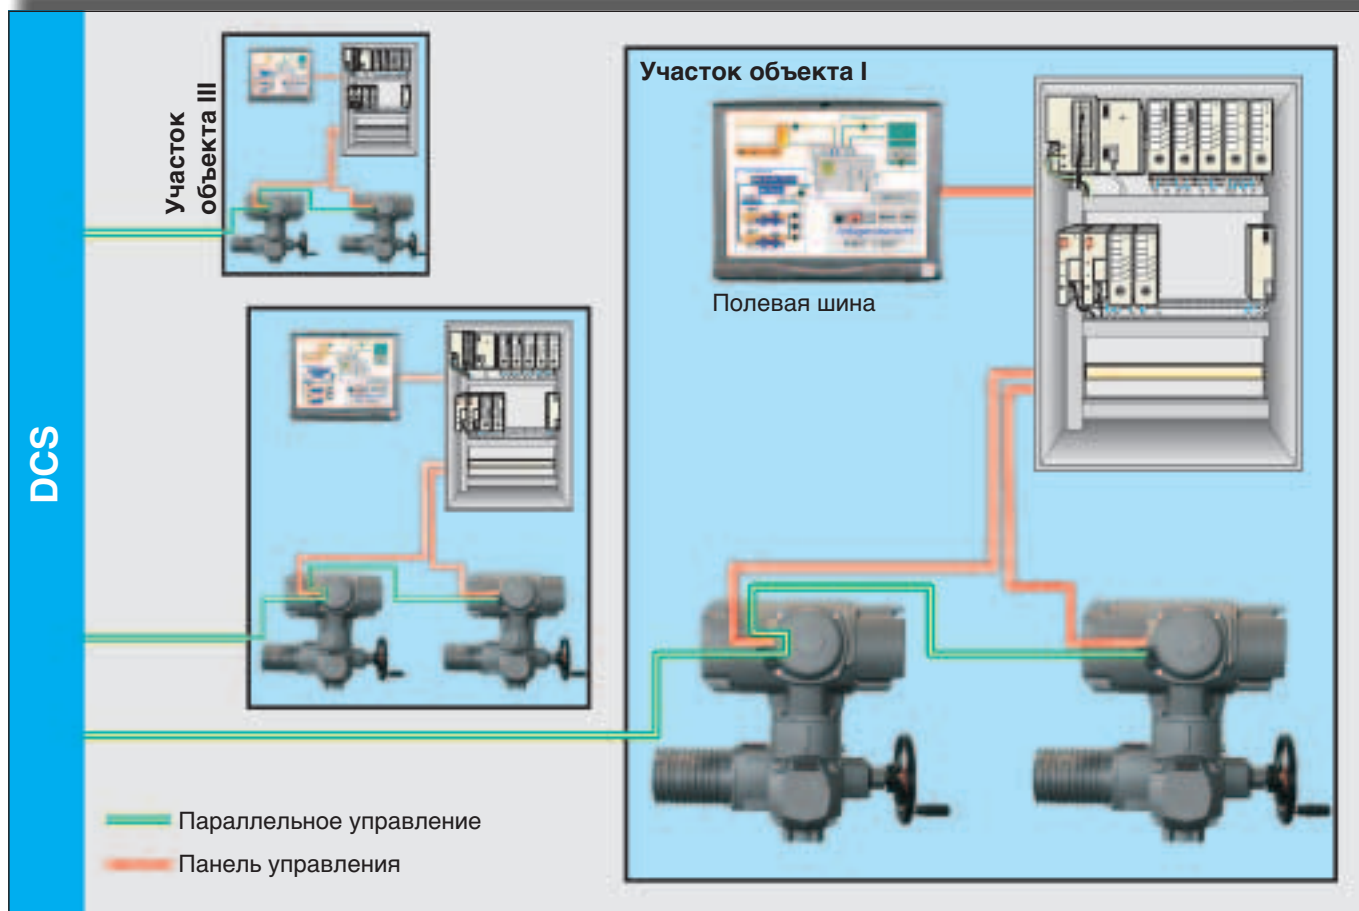 DCS
Участок
объекта III
Участок объекта I
Полевая шина
Параллельное управление
Панель управления